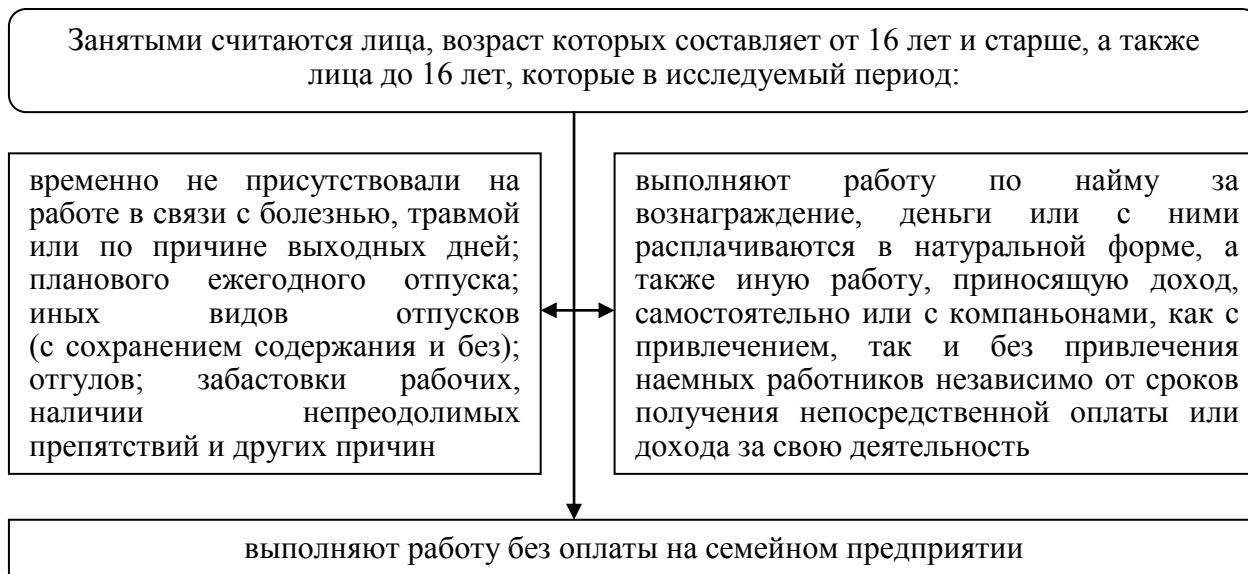 Занятыми считаются лица, возраст которых составляет от 16 лет и старше, а также
лица до 16 лет, которые в исследуемый период:
временно не присутствовали на
работе в связи с болезнью, травмой
или по причине выходных дней;
планового ежегодного отпуска;
иных видов отпусков
(с сохранением содержания и без);
отгулов; забастовки рабочих,
наличии непреодолимых
препятствий и других причин
выполняют работу по найму за
вознаграждение, деньги или с ними
расплачиваются в натуральной форме, а
также иную работу, приносящую доход,
самостоятельно или с компаньонами, как с
привлечением, так и без привлечения
наемных работников независимо от сроков
получения непосредственной оплаты или
дохода за свою деятельность
выполняют работу без оплаты на семейном предприятии